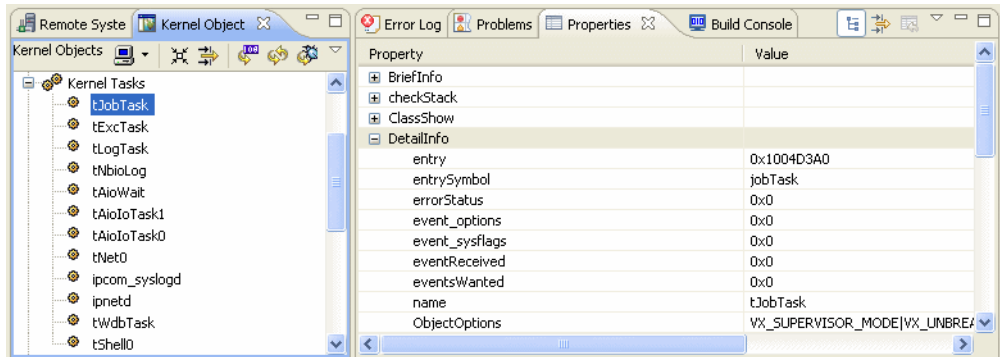 Remote Syste
Kernel Object
Kernel Objects
Kernel Tasks
tJobTask
tExcTask
tLogTask
tNbioLog
tAioWait
tAioIoTask1
tAioIoTask0
tNet0
ipcom_syslogd
ipnetd
tWdbTask
tShell0
Error Log
Problems
Properties
Build Console
Property Value
BriefInfo
checkStack
ClassShow
DetailInfo
entry 0x1004D3A0
entrySymbol jobTask
errorStatus 0x0
event_options 0x0
event_sysflags 0x0
eventReceived 0x0
eventsWanted 0x0
name tJobTask
ObjectOptions VX_SUPERVISOR_MODE|VX_UNBREA